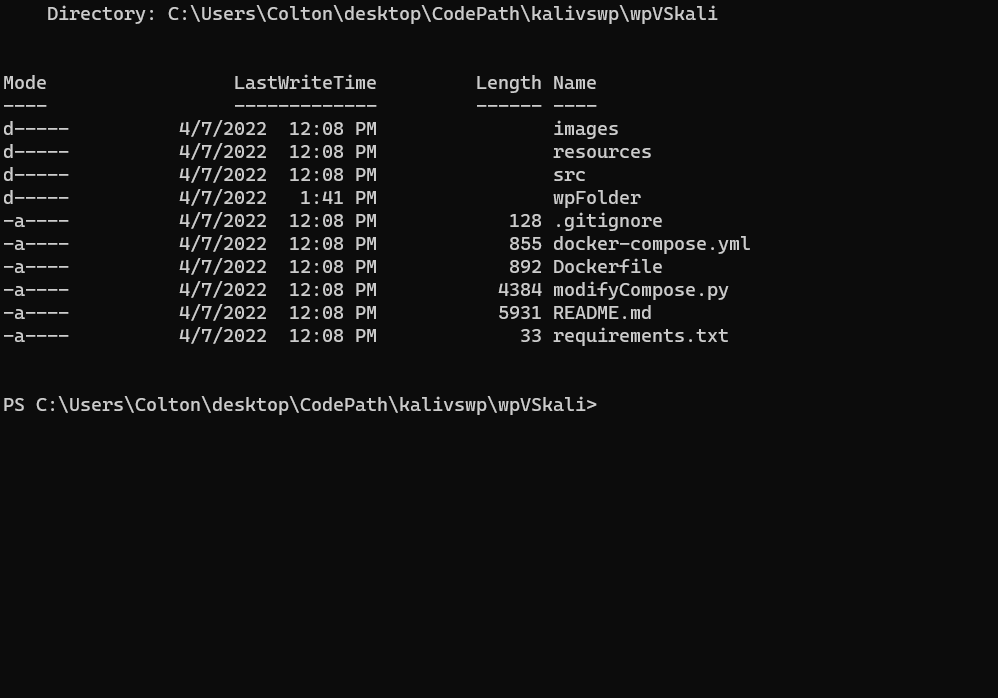 Directory: C:\Users\Colton\desktop\CodePath\kalivswp\wpVSkali
Mode                 LastWriteTime         Length Name
----                 -------------         ------ ----
d-----          4/7/2022  12:08 PM                images
d-----          4/7/2022  12:08 PM                resources
d-----          4/7/2022  12:08 PM                src
d-----          4/7/2022   1:41 PM                wpFolder
-a----          4/7/2022  12:08 PM            128 .gitignore
-a----          4/7/2022  12:08 PM            855 docker-compose.yml
-a----          4/7/2022  12:08 PM            892 Dockerfile
-a----          4/7/2022  12:08 PM           4384 modifyCompose.py
-a----          4/7/2022  12:08 PM           5931 README.md
-a----          4/7/2022  12:08 PM             33 requirements.txt
PS C:\Users\Colton\desktop\CodePath\kalivswp\wpVSkali>